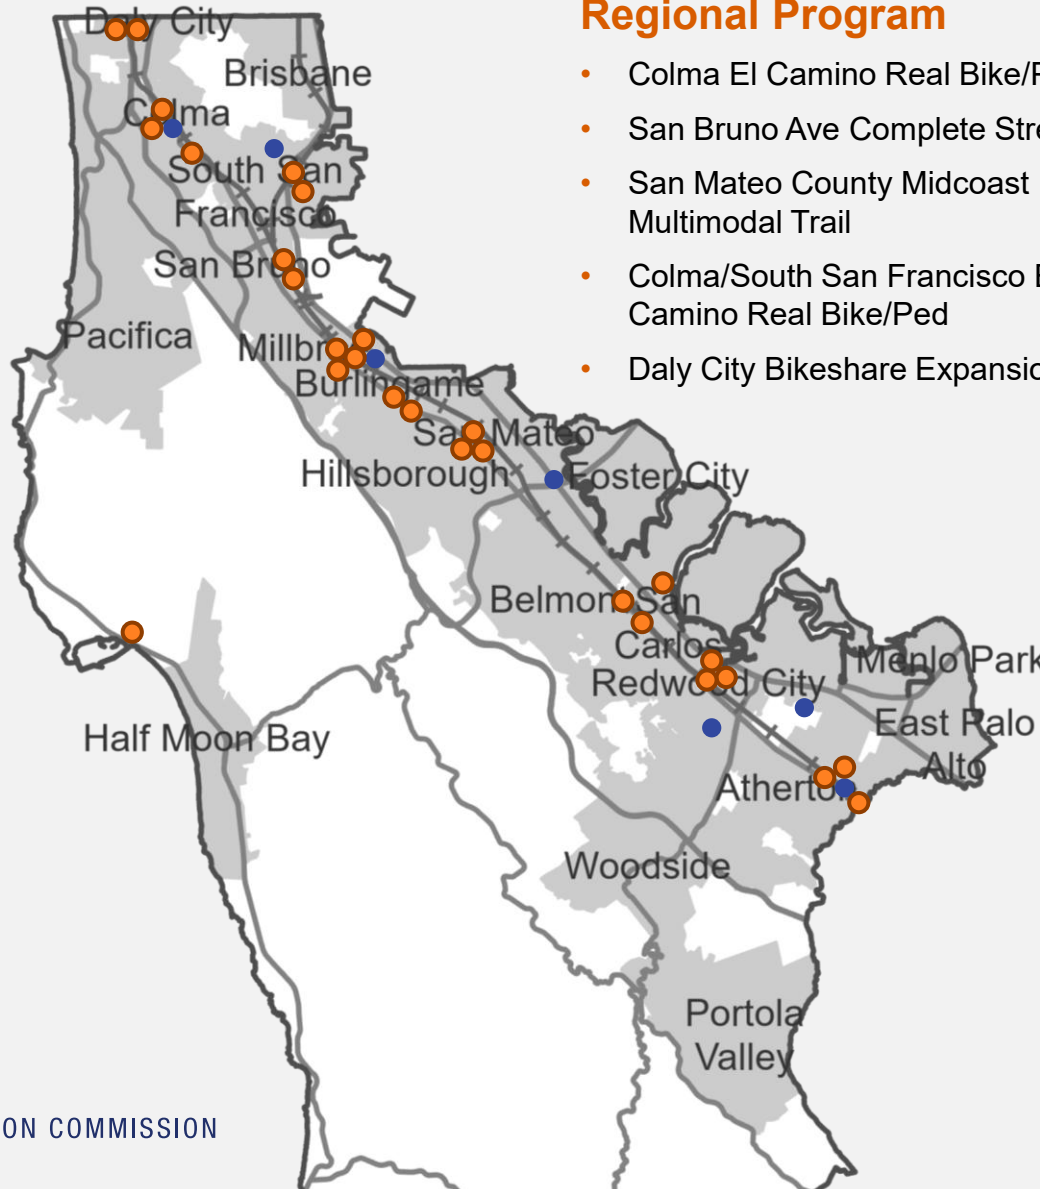 Regional Program
• Colma El Camino Real Bike/
• San Bruno Ave Complete
• San Mateo County Midcoast
Multimodal Trail
• Colma/South San Francisco
Camino Real Bike/Ped
• Daly City Bikeshare
Daly City
Brisbane
Colma
South San
Francisco
San Bruno
Pacifica
Millbr
Burlingame
San Mateo
Hillsborough
Foster City
Belmont
San
Carlos
Redwood City
Menlo Park
East Palo
Alto
Half Moon Bay
Atherton
Woodside
Portola
Valley
ON COMMISSION